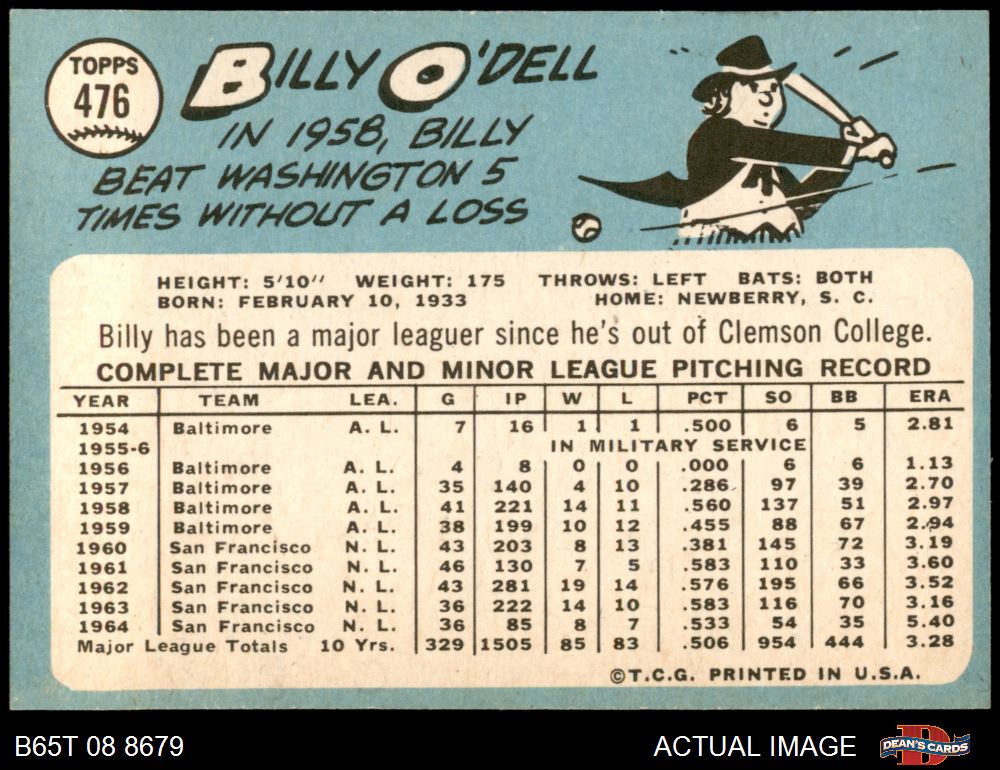 TOPPS
476
BILLY O'DELL
IN 1958, BILLY
BEAT WASHINGTON 5
TIMES WITHOUT A LOSS
HEIGHT: 5'10" WEIGHT: 175 THROWS: LEFT BATS: BOTH
BORN: FEBRUARY 10, 1933 HOME: NEWBERRY, S. C.
Billy has been a major leaguer since he's out of Clemson College.
COMPLETE MAJOR AND MINOR LEAGUE PITCHING RECORD
YEAR TEAM LEA. G IP W L PCT SO BB ERA
1954 Baltimore A. L. 7 16 1 1 .500 6 5 2.81
1955-6 IN MILITARY SERVICE
1956 Baltimore A. L. 4 8 0 0 .000 6 6 1.13
1957 Baltimore A. L. 35 140 4 10 .286 97 39 2.70
1958 Baltimore A. L. 41 221 14 11 .560 137 51 2.97
1959 Baltimore A. L. 38 199 10 12 .455 88 67 2.94
1960 San Francisco N. L. 43 203 8 13 .381 145 72 3.19
1961 San Francisco N. L. 46 130 7 5 .583 110 33 3.60
1962 San Francisco N. L. 43 281 19 14 .576 195 66 3.52
1963 San Francisco N. L. 36 222 14 10 .583 116 70 3.16
1964 San Francisco N. L. 36 85 8 7 .533 54 35 5.40
Major League Totals 10 Yrs. 329 1505 85 83 .506 954 444 3.28
©T.C.G. PRINTED IN U.S.A.
B65T 08 8679
ACTUAL IMAGE
D
DEAN'S CARDS